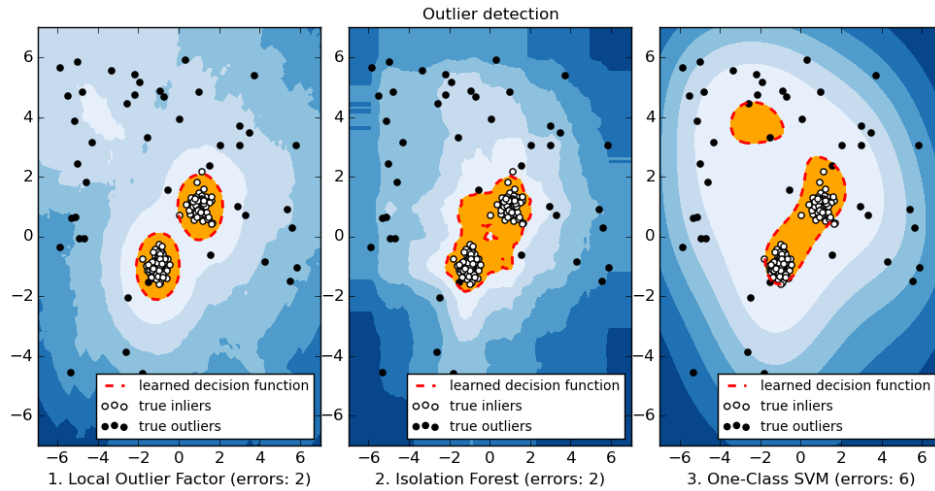 Outlier detection
6
4
2
0
−2
−4
−6
learned decision function
true inliers
true outliers
−6 −4 −2 0 2 4 6
1. Local Outlier Factor (errors: 2)
6
4
2
0
−2
−4
−6
learned decision function
true inliers
true outliers
−6 −4 −2 0 2 4 6
2. Isolation Forest (errors: 2)
6
4
2
0
−2
−4
−6
learned decision function
true inliers
true outliers
−6 −4 −2 0 2 4 6
3. One-Class SVM (errors: 6)